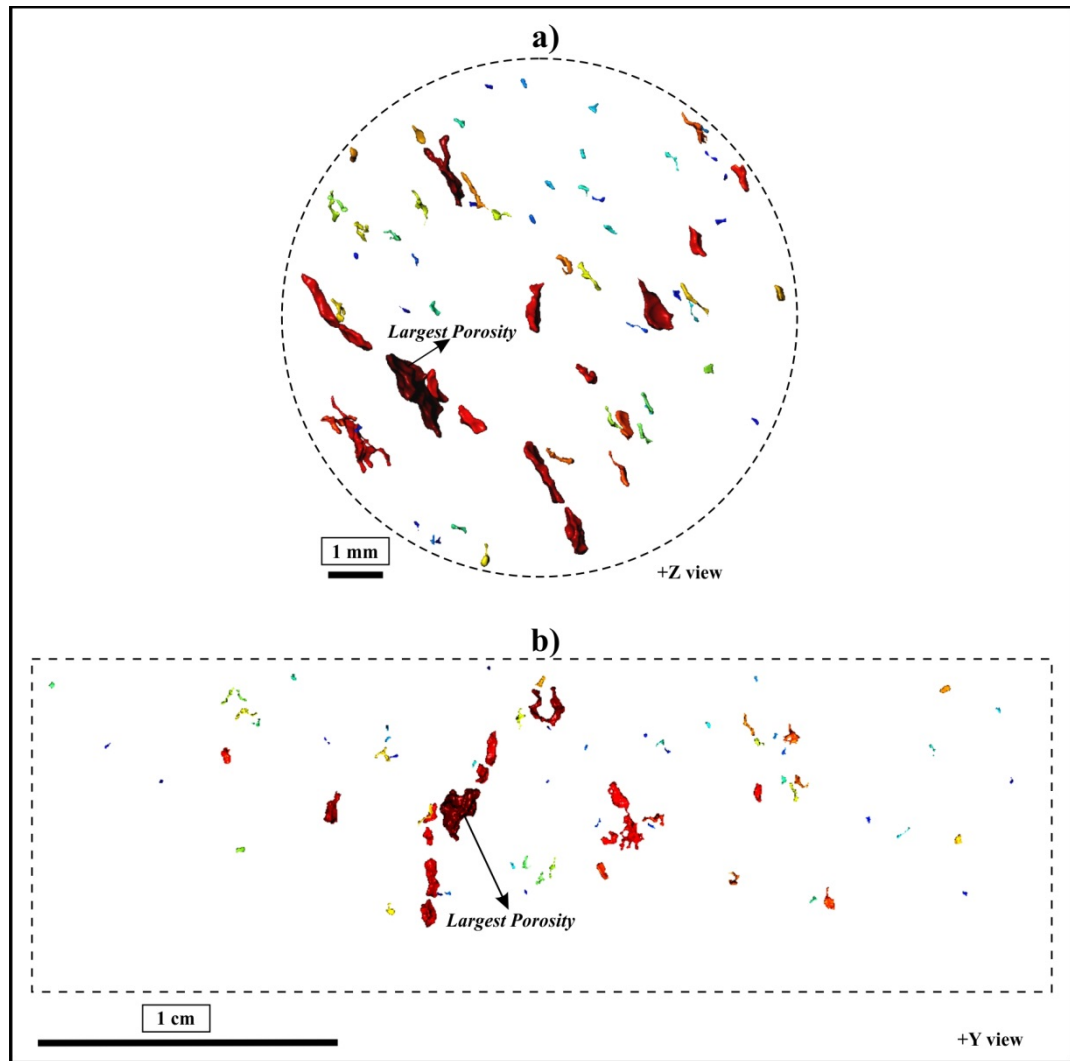 a)
Largest Porosity
1 mm
+Z view
b)
Largest Porosity
1 cm
+Y view